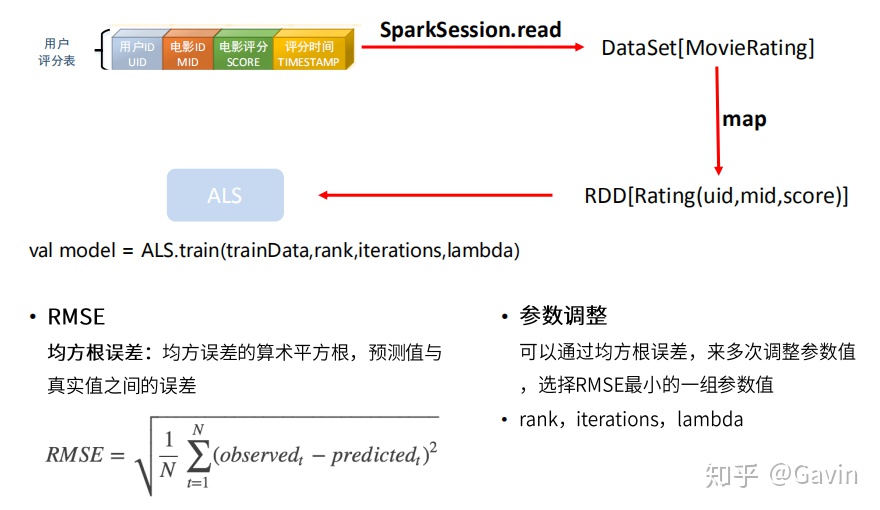 用户
评分表
用户ID
UID
电影ID
MID
电影评分
SCORE
评分时间
TIMESTAMP
SparkSession.read
DataSet[MovieRating]
map
ALS
RDD[Rating(uid,mid,score)]
val model = ALS.train(trainData,rank,iterations,lambda)
• RMSE
均方根误差：均方误差的算术平方根，预测值与
真实值之间的误差
RMSE = √(1/N ∑_{t=1}^{N} (observed_t − predicted_t)²)
• 参数调整
可以通过均方根误差，来多次调整参数值
，选择RMSE最小的一组参数值
• rank，iterations，lambda
知乎 @Gavin